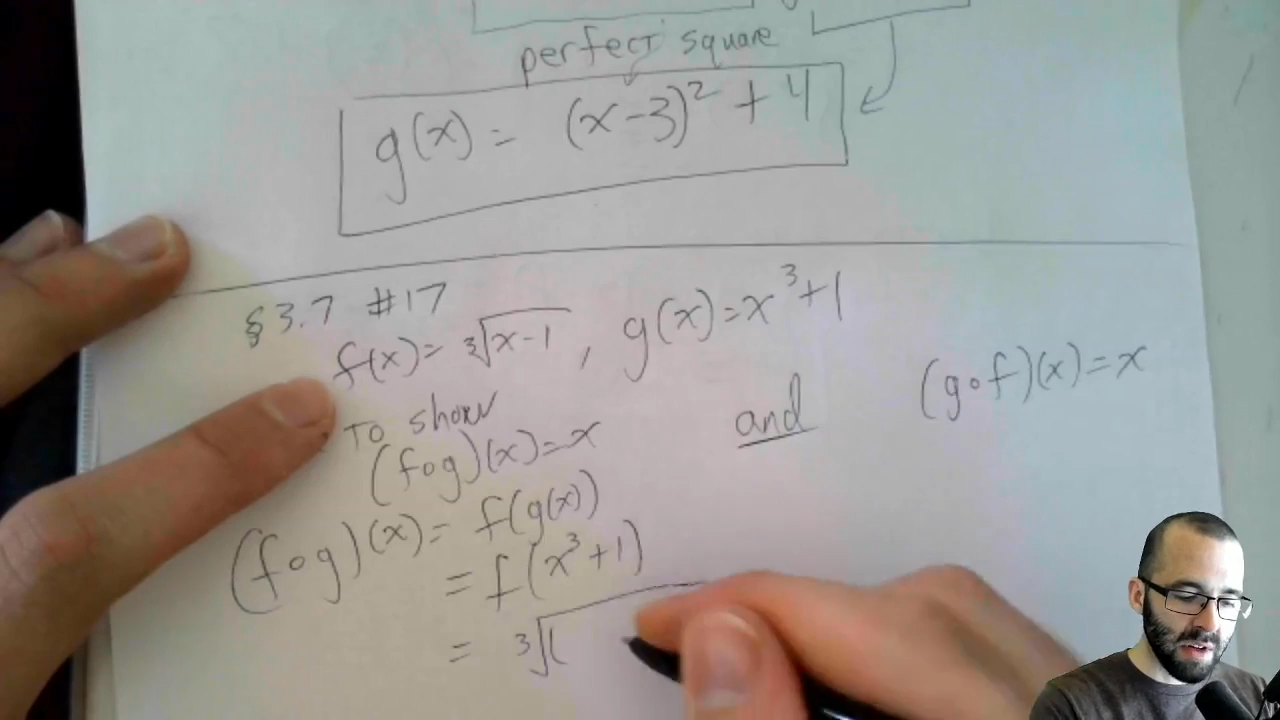 perfect square
g(x) = (x-3)² + 4
§ 3.7 #17
f(x) = ∛(x-1) , g(x) = x³+1
To show
(f∘g)(x) = x and (g∘f)(x) = x
(f∘g)(x) = f(g(x))
= f(x³+1)
= ∛(